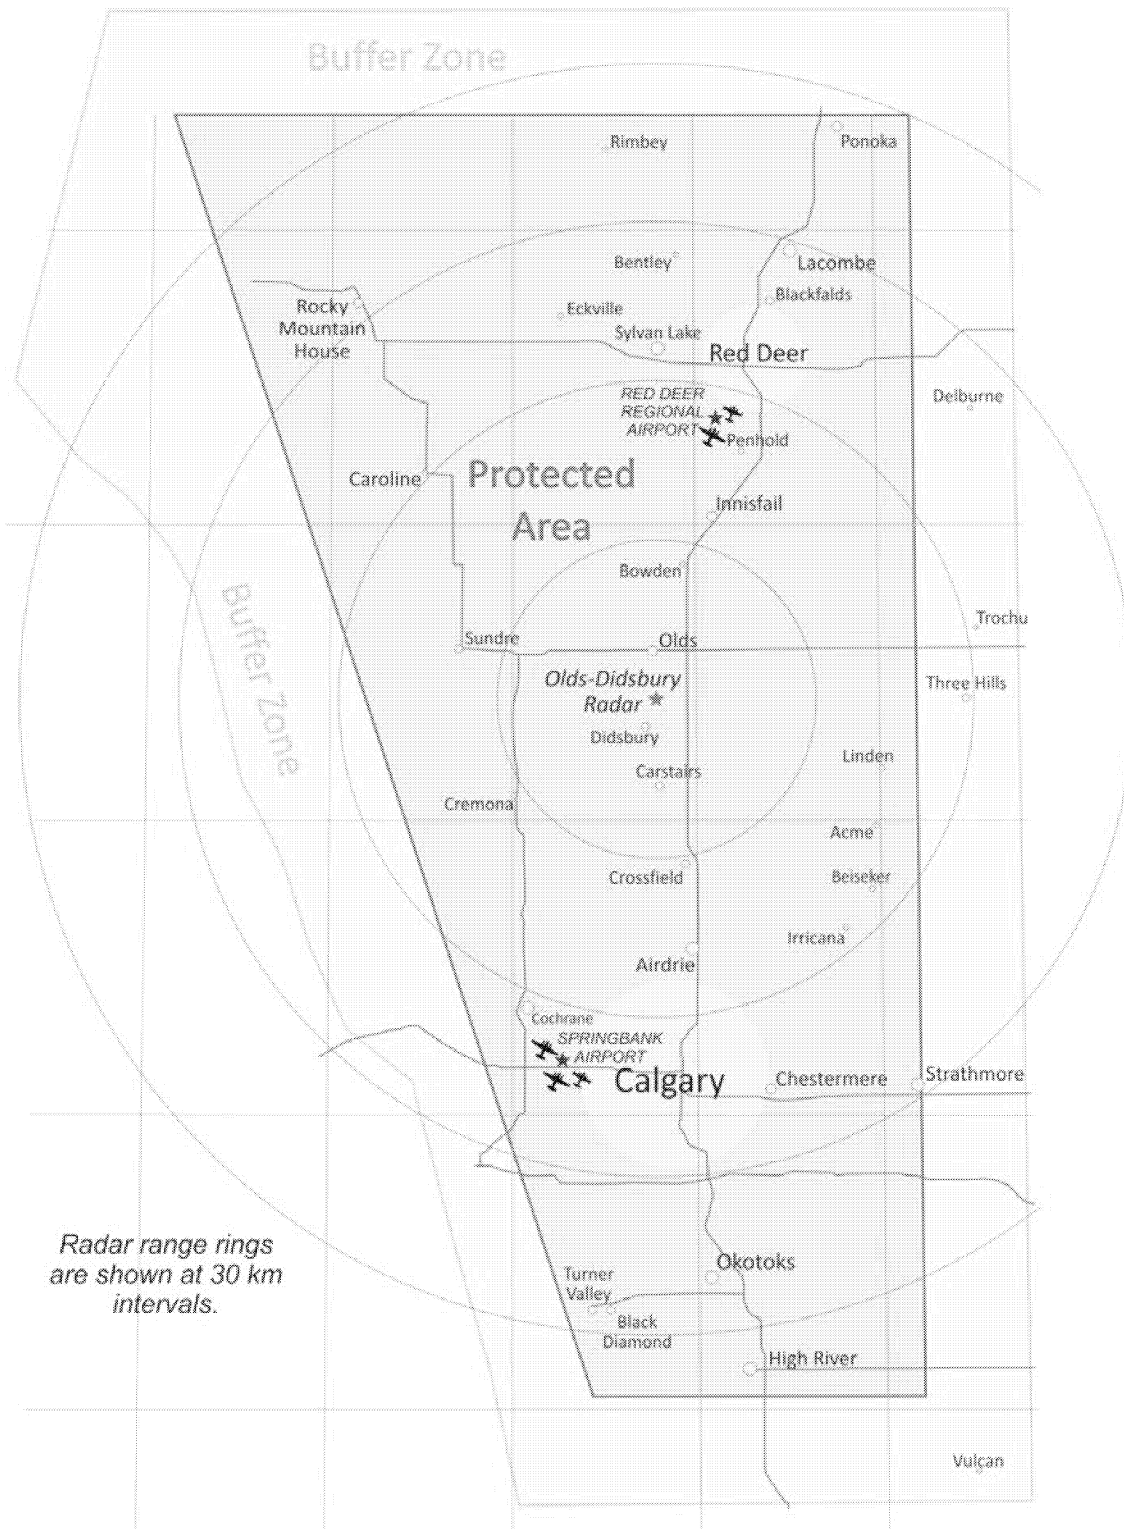 Buffer Zone
Rimbey
Ponoka
Bentley
Lacombe
Blackfalds
Rocky
Mountain
House
Eckville
Sylvan Lake
Red Deer
RED DEER
REGIONAL
AIRPORT
Delburne
Penhold
Caroline
Protected
Area
Innisfail
Bowden
Buffer Zone
Trochu
Sundre
Olds
Olds-Didsbury
Radar
Three Hills
Didsbury
Linden
Carstairs
Cremona
Acme
Crossfield
Beiseker
Irricana
Airdrie
Cochrane
SPRINGBANK
AIRPORT
Calgary
Chestermere
Strathmore
Radar range rings
are shown at 30 km
intervals.
Okotoks
Turner
Valley
Black
Diamond
High River
Vulcan